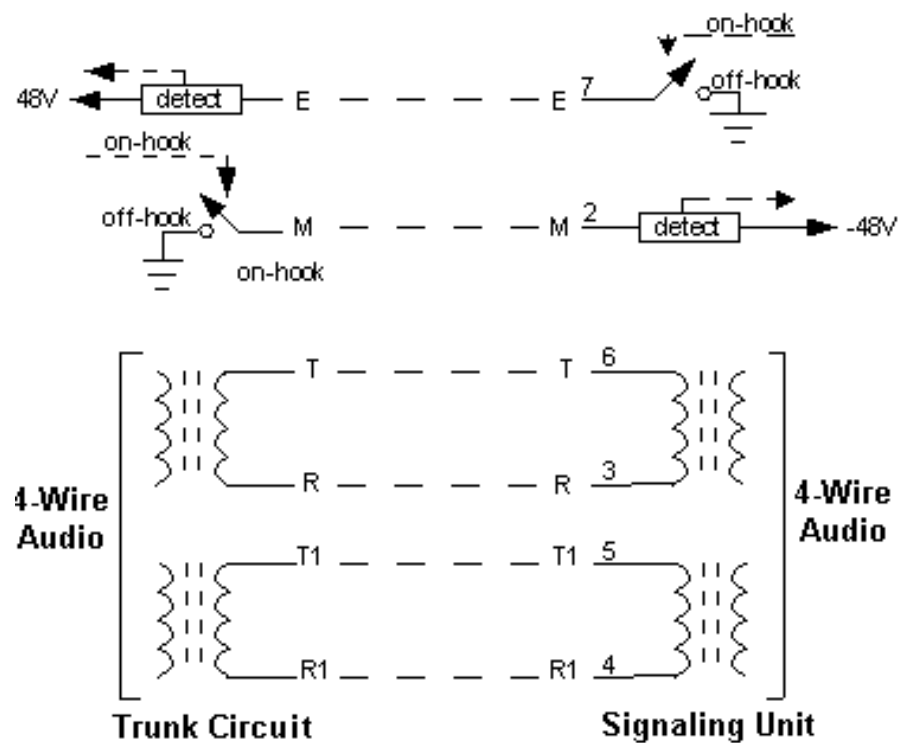 on-hook
48V detect E E 7 off-hook
on-hook
off-hook M M 2 detect -48V
on-hook
T T 6
R R 3
4-Wire Audio
4-Wire Audio
T1 T1 5
R1 R1 4
Trunk Circuit Signaling Unit